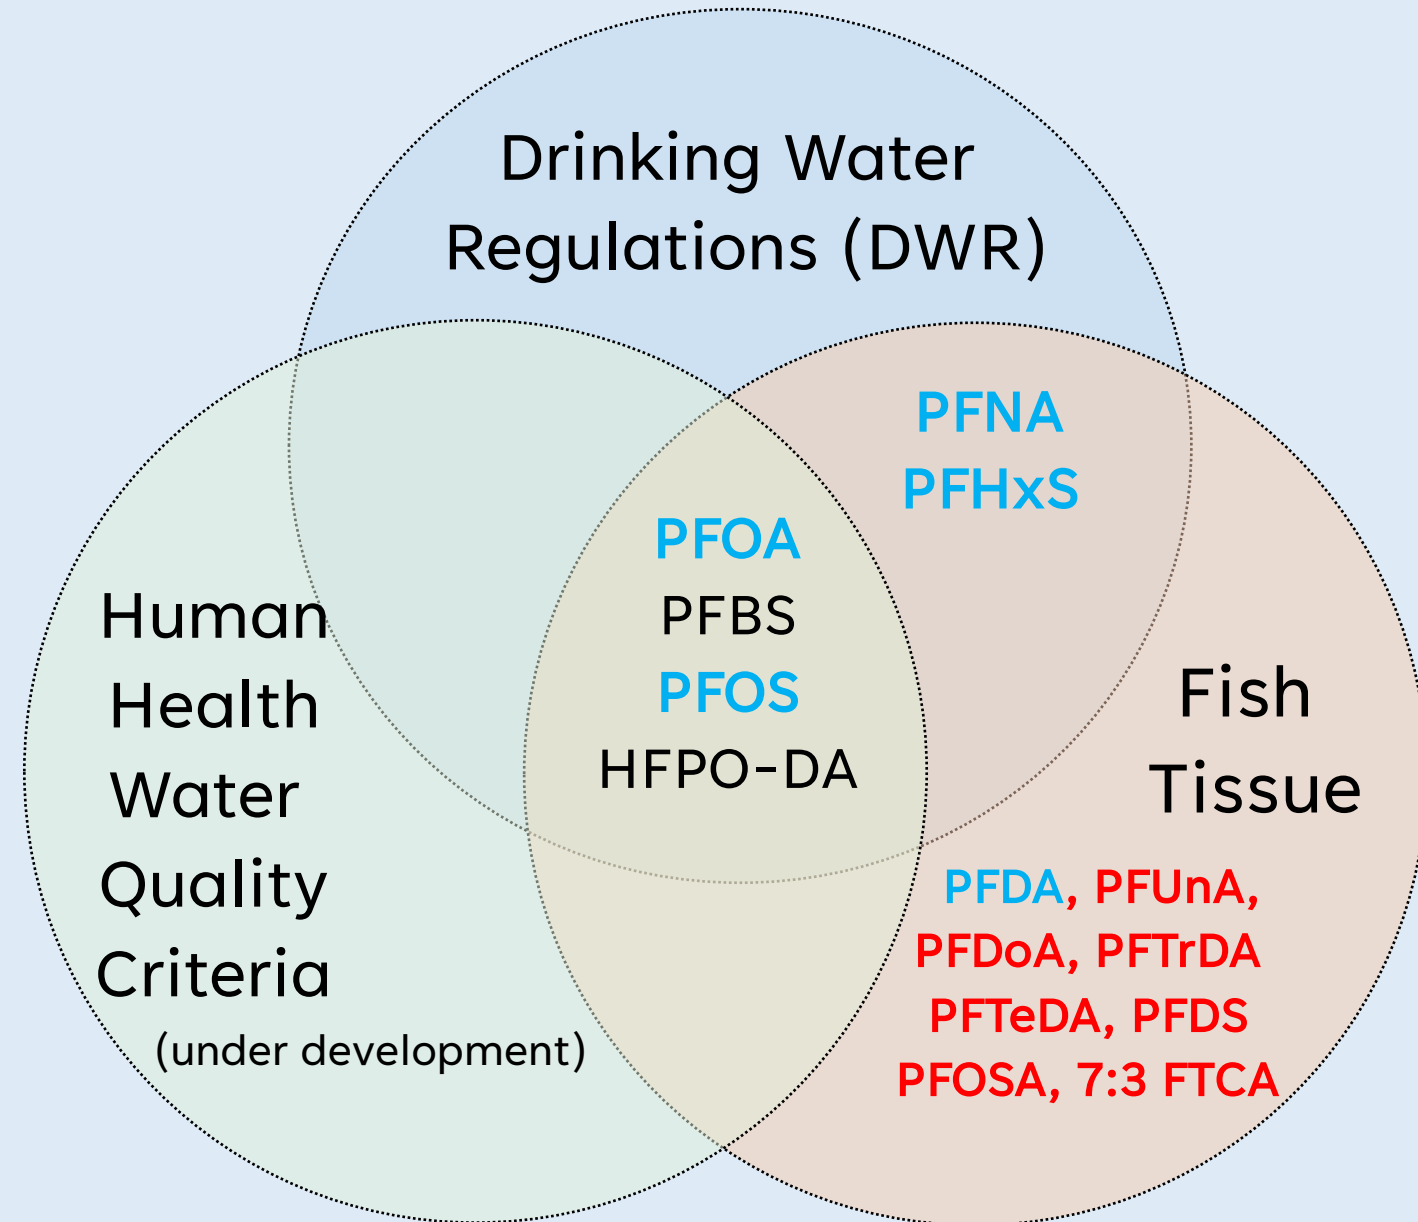 Drinking Water
Regulations (DWR)
PFNA
PFHxS
PFOA
PFBS
PFOS
HFPO-DA
Human
Health
Water
Quality
Criteria
(under development)
Fish
Tissue
PFDA, PFUnA,
PFDoA, PFTrDA
PFTeDA, PFDS
PFOSA, 7:3 FTCA